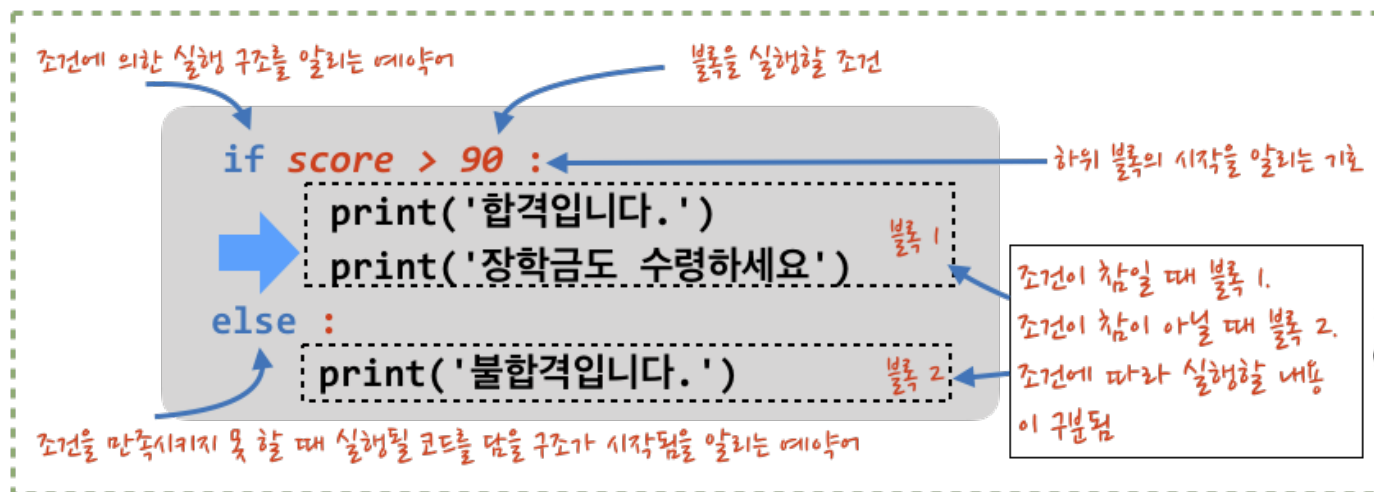 조건에 의한 실행 구조를 알리는 예약어
블록을 실행할 조건
if score > 90 :
하위 블록의 시작을 알리는 기호
print('합격입니다.')
print('장학금도 수령하세요')
블록 1
else :
print('불합격입니다.')
블록 2
조건이 참일 때 블록 1.
조건이 참이 아닐 때 블록 2.
조건에 따라 실행할 내용
이 구분됨
조건을 만족시키지 못 할 때 실행될 코드를 담을 구조가 시작됨을 알리는 예약어